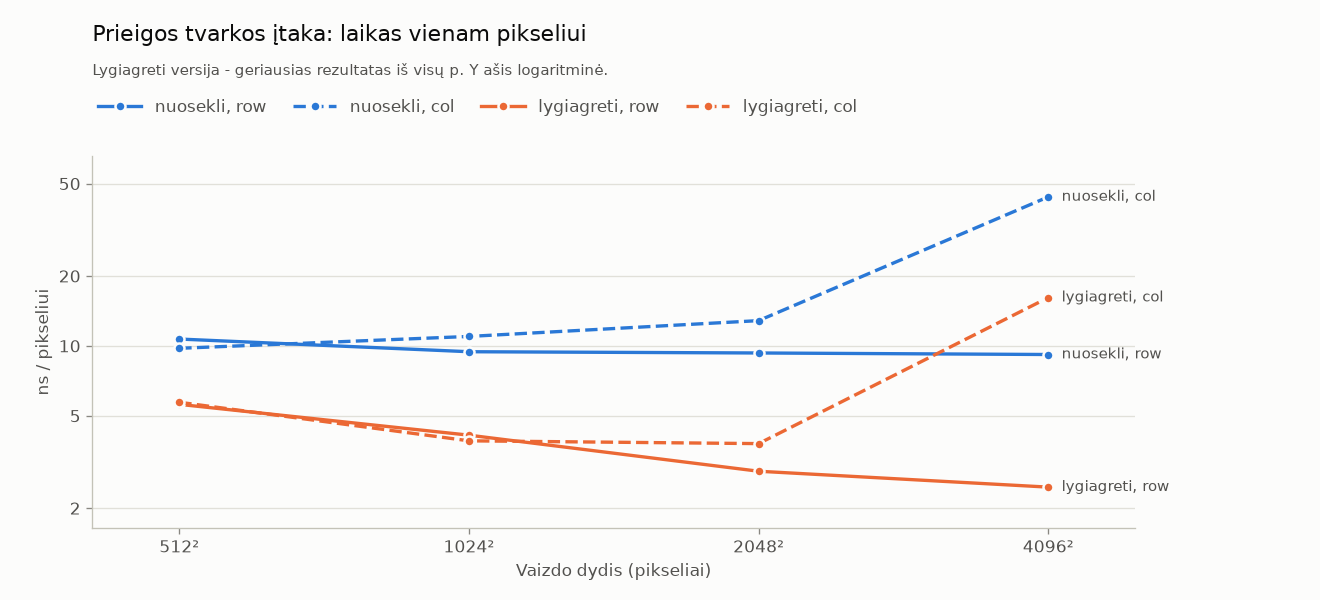 Prieigos tvarkos įtaka: laikas vienam pikseliui
Lygiagreti versija - geriausias rezultatas iš visų p. Y ašis logaritminė.
nuosekli, row nuosekli, col lygiagreti, row lygiagreti, col
50
20
10
5
2
ns / pikseliui
nuosekli, col
lygiagreti, col
nuosekli, row
lygiagreti, row
512² 1024² 2048² 4096²
Vaizdo dydis (pikseliai)